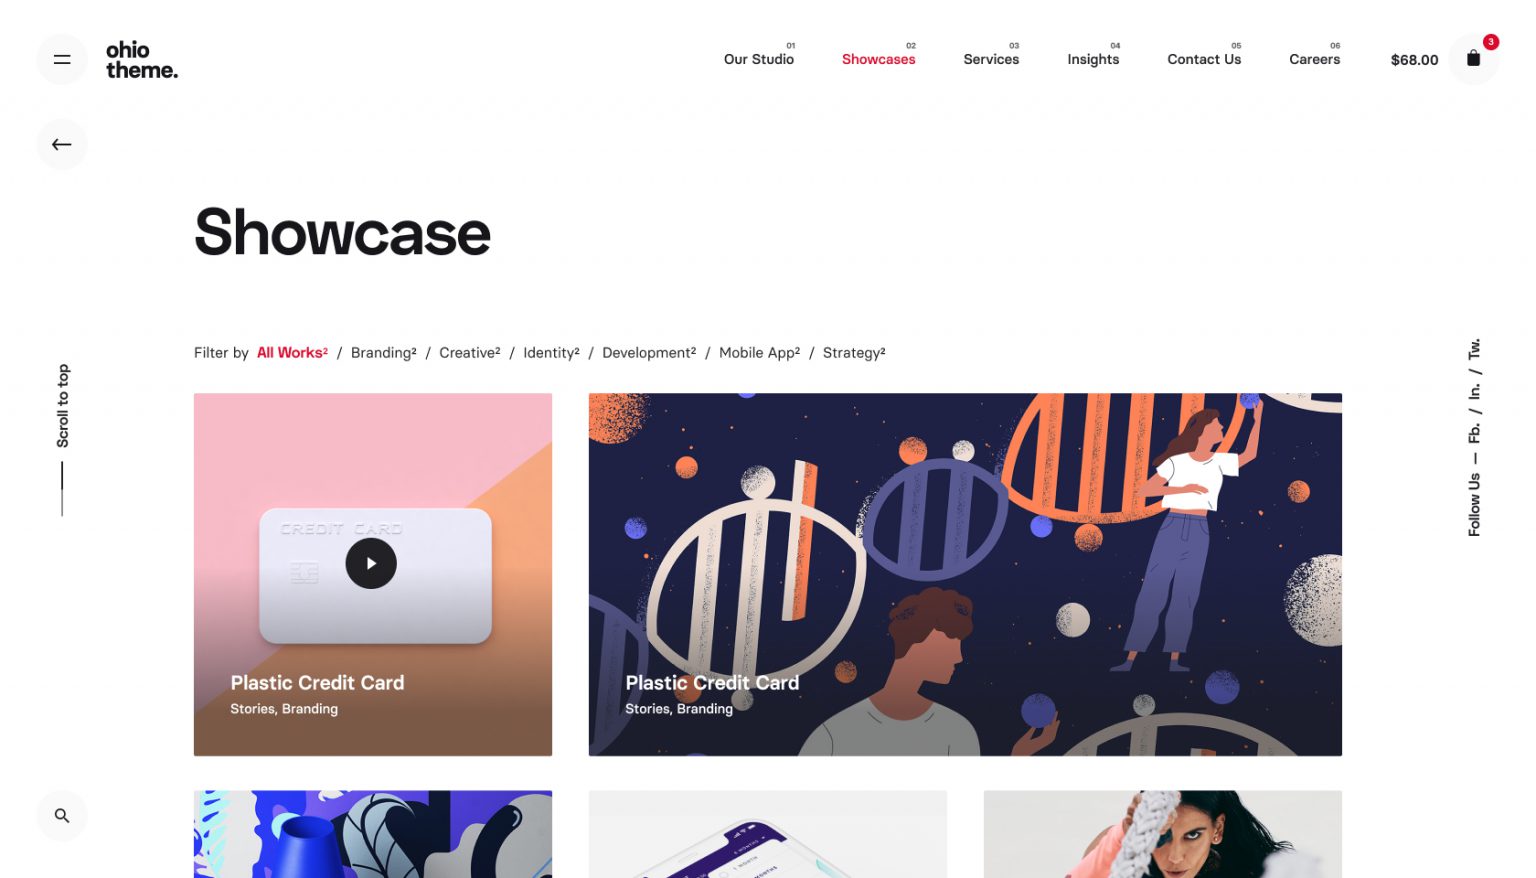 ohio
theme.
Our Studio 01
Showcases 02
Services 03
Insights 04
Contact Us 05
Careers 06
$68.00
3
Showcase
Filter by All Works² / Branding² / Creative² / Identity² / Development² / Mobile App² / Strategy²
Scroll to top
Follow Us — Fb. / In. / Tw.
CREDIT CARD
Plastic Credit Card
Stories, Branding
Plastic Credit Card
Stories, Branding
1 MONTH